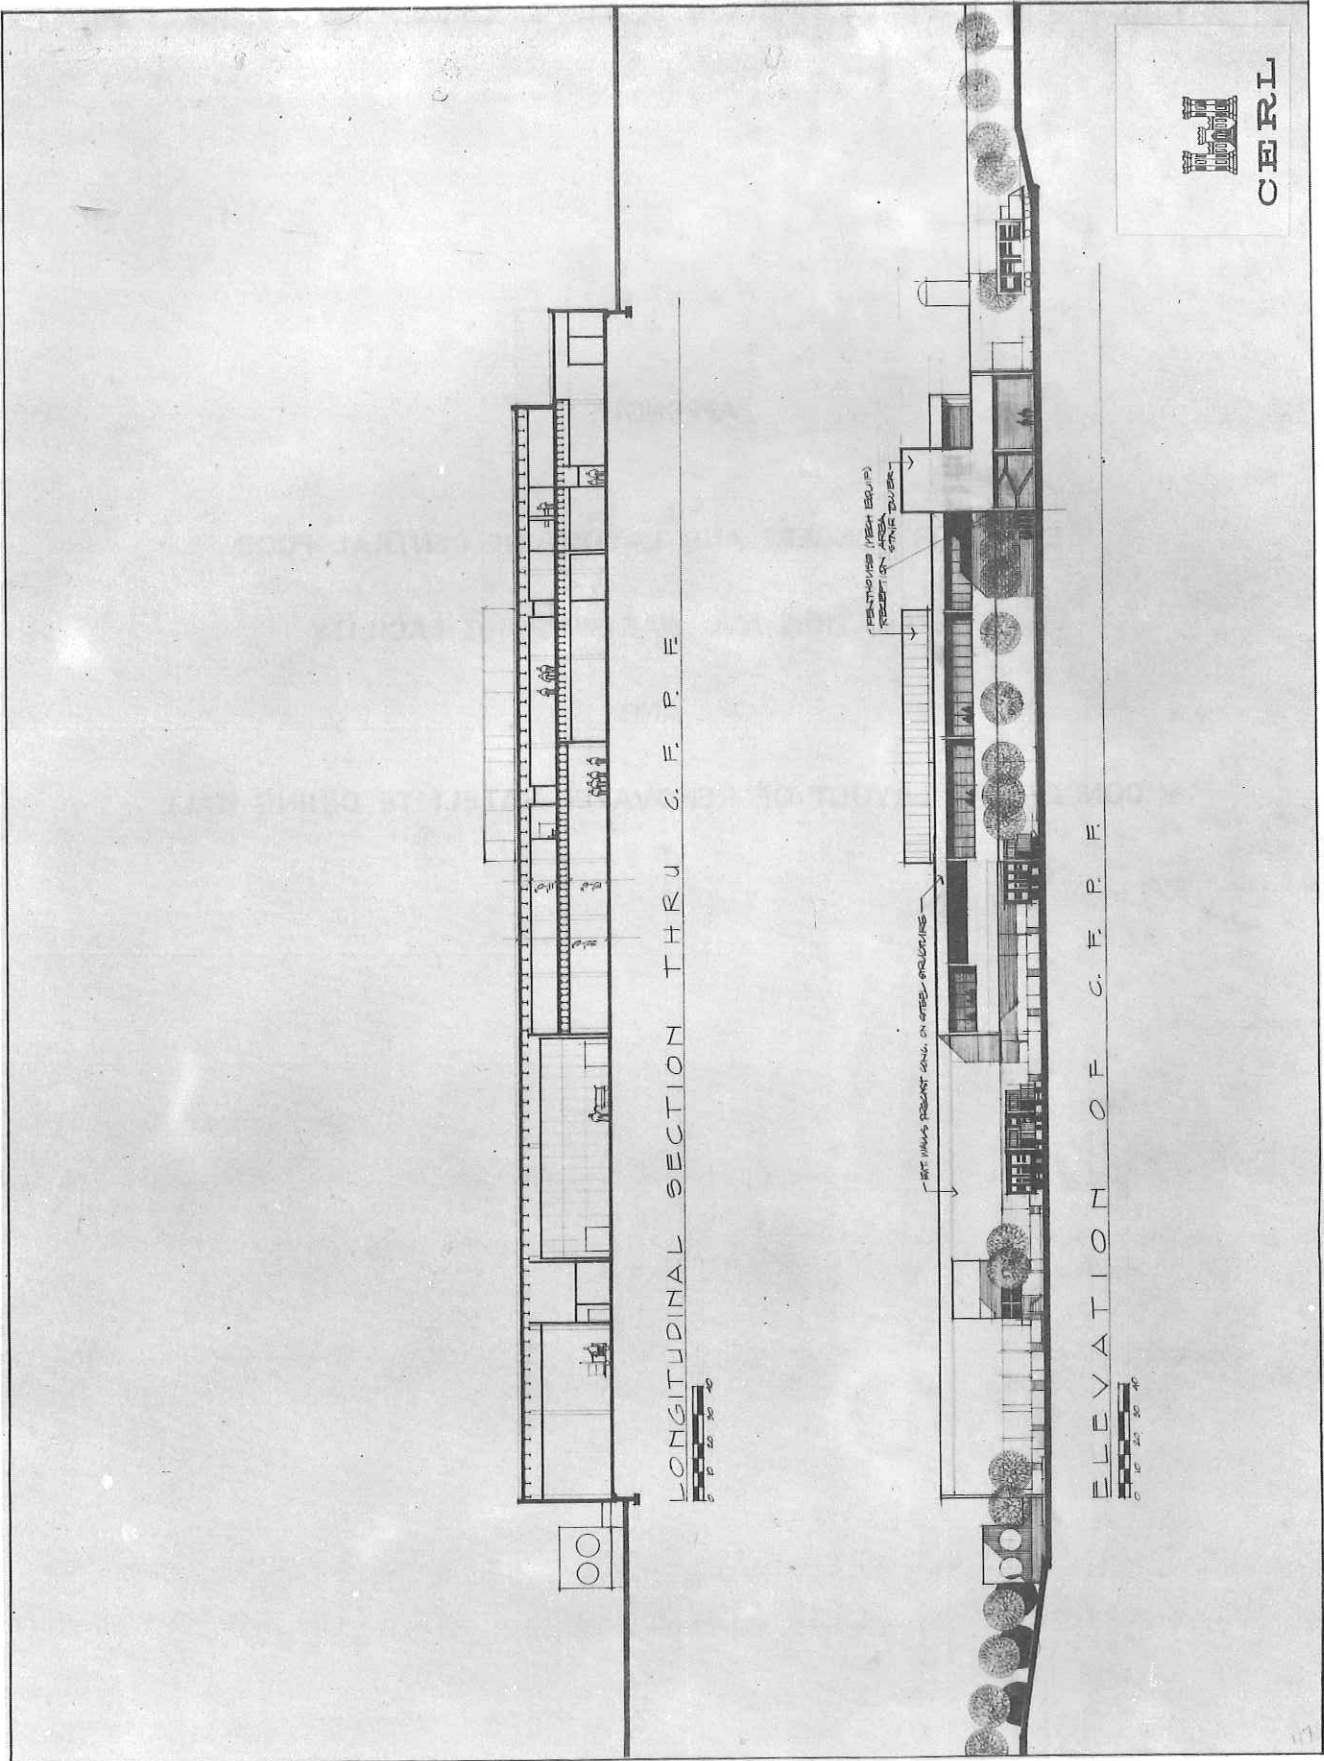 LONGITUDINAL SECTION THRU C. F. P. F.
0 10 20 30 40
PENTHOUSE (MECH EQUIP)
RECEPTION AREA
STAIR TOWER
EXT. WALLS PRECAST CONC. ON STEEL STRUCTURE
CAFE
ELEVATION OF C. F. P. F.
0 10 20 30 40
CERL